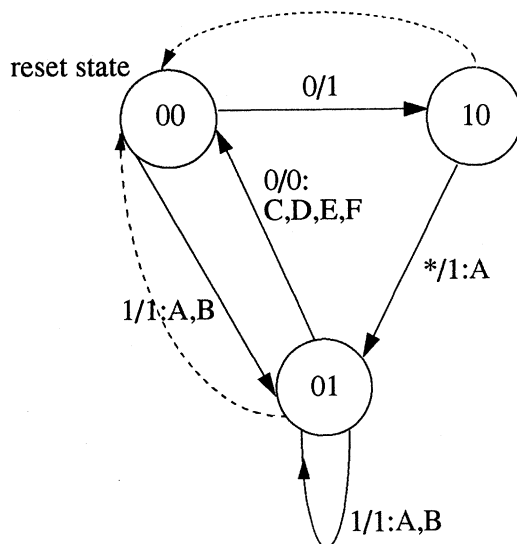 reset state
00
0/1
10
0/0:
C,D,E,F
*/1:A
1/1:A,B
01
1/1:A,B